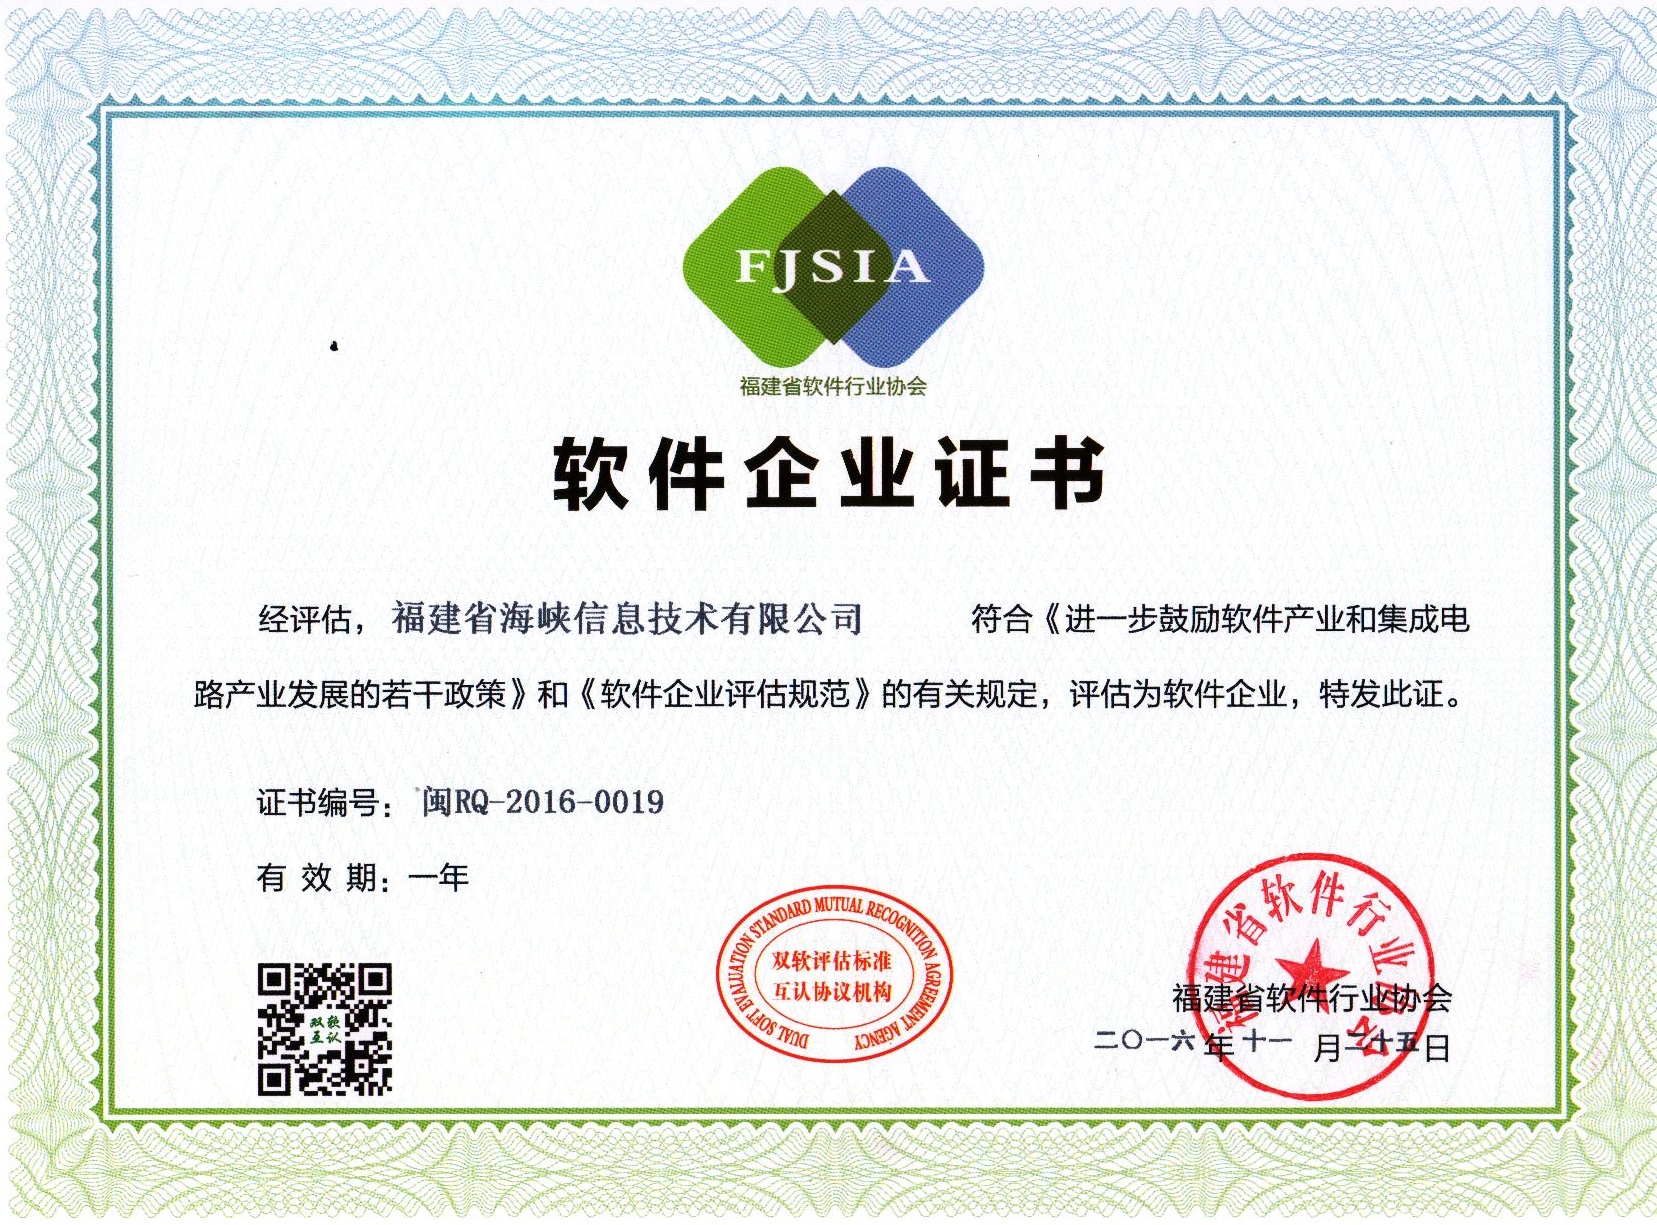 FJSIA
福建省软件行业协会
软件企业证书
经评估，福建省海峡信息技术有限公司 符合《进一步鼓励软件产业和集成电
路产业发展的若干政策》和《软件企业评估规范》的有关规定，评估为软件企业，特发此证。
证书编号：闽RQ-2016-0019
有 效 期：一年
双软
互认
DUAL SOFT EVALUATION STANDARD MUTUAL RECOGNITION AGREEMENT AGENCY
双软评估标准
互认协议机构
福建省软件行业协会
福建省软件行业协会
二〇一六年十一月二十五日